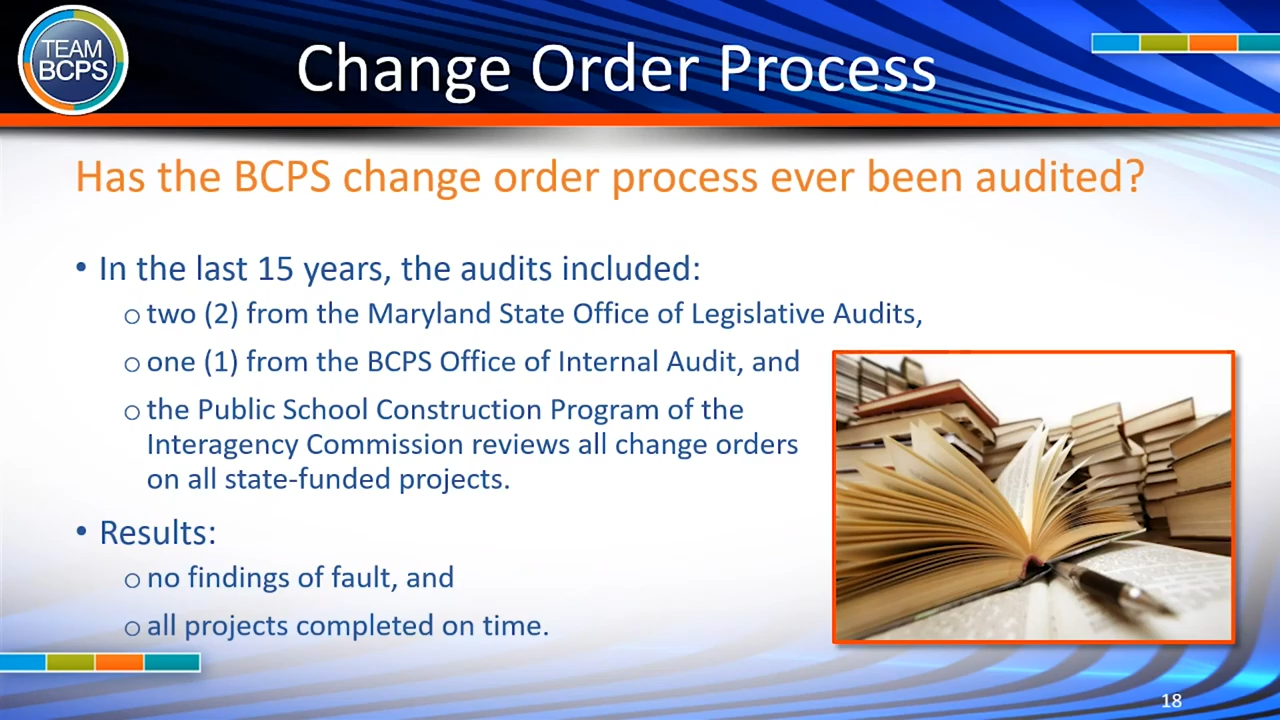 TEAM
BCPS
Change Order Process
Has the BCPS change order process ever been audited?
• In the last 15 years, the audits included:
o two (2) from the Maryland State Office of Legislative Audits,
o one (1) from the BCPS Office of Internal Audit, and
o the Public School Construction Program of the
Interagency Commission reviews all change orders
on all state-funded projects.
• Results:
o no findings of fault, and
o all projects completed on time.
18